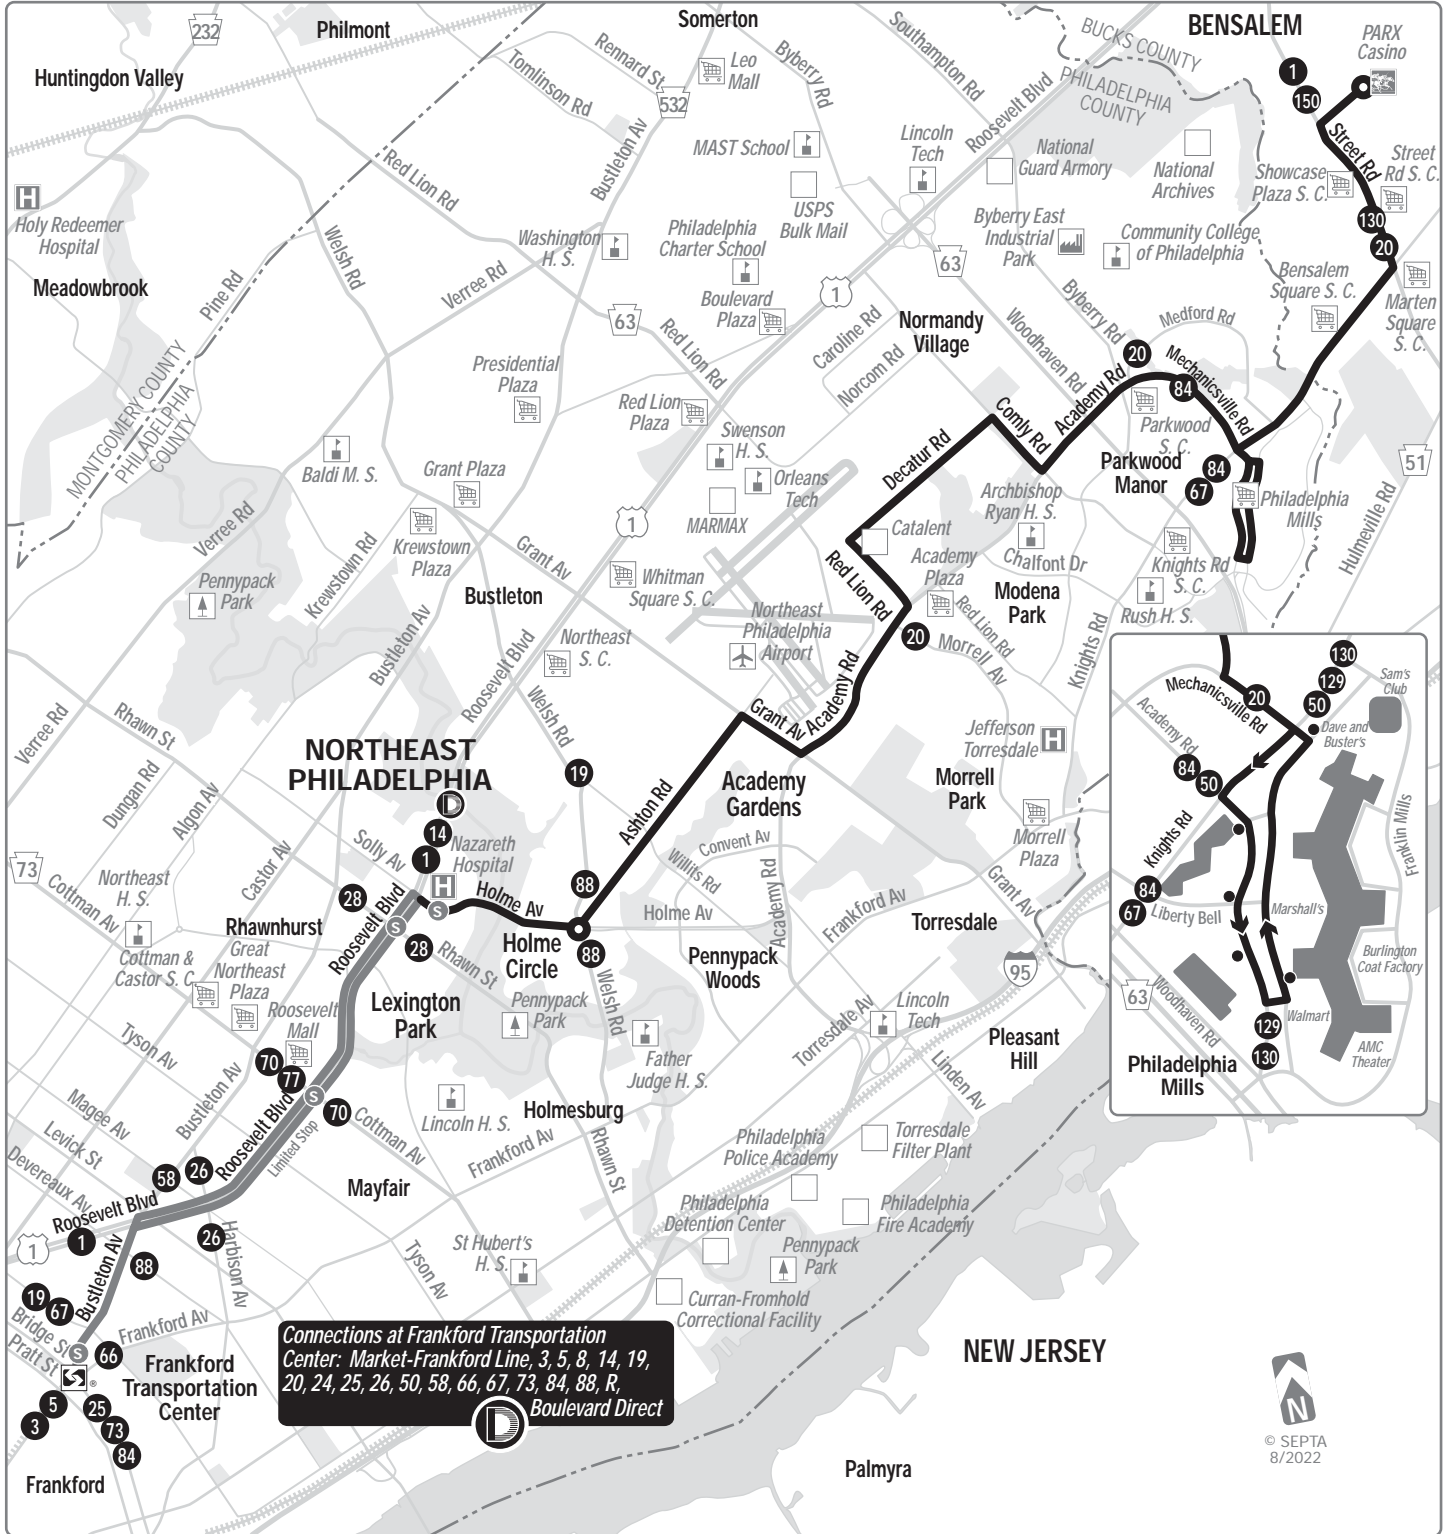 232
Philmont
Somerton
BENSALEM
PARX
Casino
Huntingdon Valley
Rennard St
Tomlinson Rd
Leo
Mall
532
Byberry Rd
Southampton Rd
BUCKS COUNTY
PHILADELPHIA
COUNTY
Roosevelt Blvd
1
150
Street Rd
Street
Rd S. C.
Showcase
Plaza S. C.
130
20
MAST School
Lincoln
Tech
National
Guard Armory
National
Archives
USPS
Bulk Mail
Bustleton Av
Red Lion Rd
H
Holy Redeemer
Hospital
Meadowbrook
Pine Rd
Welsh Rd
Washington
H. S.
Philadelphia
Charter School
Boulevard
Plaza
Verree Rd
63
Red Lion Rd
1
63
Byberry East
Industrial
Park
Community College
of Philadelphia
Bensalem
Square S. C.
Marten
Square
S. C.
Byberry Rd
Medford Rd
Woodhaven Rd
Normandy
Village
Caroline Rd
Norcom Rd
20
Mechanicsville Rd
84
Academy Rd
Comly Rd
Decatur Rd
Parkwood
S. C.
Parkwood
Manor
84
67
Philadelphia
Mills
51
Hulmeville Rd
MONTGOMERY COUNTY
PHILADELPHIA
COUNTY
Presidential
Plaza
Red Lion
Plaza
Swenson
H. S.
Orleans
Tech
MARMAX
Baldi M. S.
Grant Plaza
Krewstown
Plaza
Verree Rd
Krewstown Rd
Pennypack
Park
1
Grant Av
Whitman
Square S. C.
Bustleton
Bustleton Av
Roosevelt Blvd
Northeast
S. C.
Northeast
Philadelphia
Airport
Archbishop
Ryan H. S.
Catalent
Academy
Plaza
Chalfont Dr
Modena
Park
Knights Rd
S. C.
Rush H. S.
Red Lion Rd
Red Lion Rd
20
Morrell Av
Knights Rd
Academy Rd
Grant Av
Welsh Rd
Verree Rd
Rhawn St
Dungan Rd
Algon Av
NORTHEAST
PHILADELPHIA
D
14
1
Nazareth
Hospital
H
S
19
Ashton Rd
Academy
Gardens
Jefferson
Torresdale
H
Morrell
Park
Morrell
Plaza
Mechanicsville Rd
20
130
129
50
Sam's
Club
Dave and
Buster's
Academy Rd
84
50
Knights Rd
84
67
Liberty Bell
Marshall's
Franklin Mills
Burlington
Coat Factory
63
Woodhaven Rd
Walmart
129
130
AMC
Theater
Philadelphia
Mills
73
Cottman Av
Northeast
H. S.
Castor Av
Solly Av
28
Rhawnhurst
Roosevelt Blvd
S
28
Rhawn St
Holme Av
88
Holme
Circle
88
Welsh Rd
Willits Rd
Convent Av
Holme Av
Academy Rd
Frankford Av
Grant Av
Torresdale
Pennypack
Woods
95
Cottman &
Castor S. C.
Great
Northeast
Plaza
Roosevelt
Mall
Lexington
Park
Pennypack
Park
Father
Judge H. S.
Torresdale Av
Lincoln
Tech
Linden Av
Pleasant
Hill
Tyson Av
Magee Av
Levick St
Devereaux Av
Bustleton Av
70
77
S
70
Roosevelt Blvd
Limited Stop
Cottman Av
Lincoln H. S.
Holmesburg
Frankford Av
Rhawn St
Philadelphia
Police Academy
Torresdale
Filter Plant
Philadelphia
Detention Center
Philadelphia
Fire Academy
Pennypack
Park
Curran-Fromhold
Correctional Facility
58
26
Mayfair
Roosevelt Blvd
1
1
26
Harbison Av
88
Bustleton Av
Tyson Av
St Hubert's
H. S.
19
67
Bridge St
Pratt St
S
66
Frankford Av
Frankford
Transportation
Center
S
®
5
3
25
73
84
Frankford
Connections at Frankford Transportation
Center: Market-Frankford Line, 3, 5, 8, 14, 19,
20, 24, 25, 26, 50, 58, 66, 67, 73, 84, 88, R,
Boulevard Direct
D
NEW JERSEY
Palmyra
N
© SEPTA
8/2022